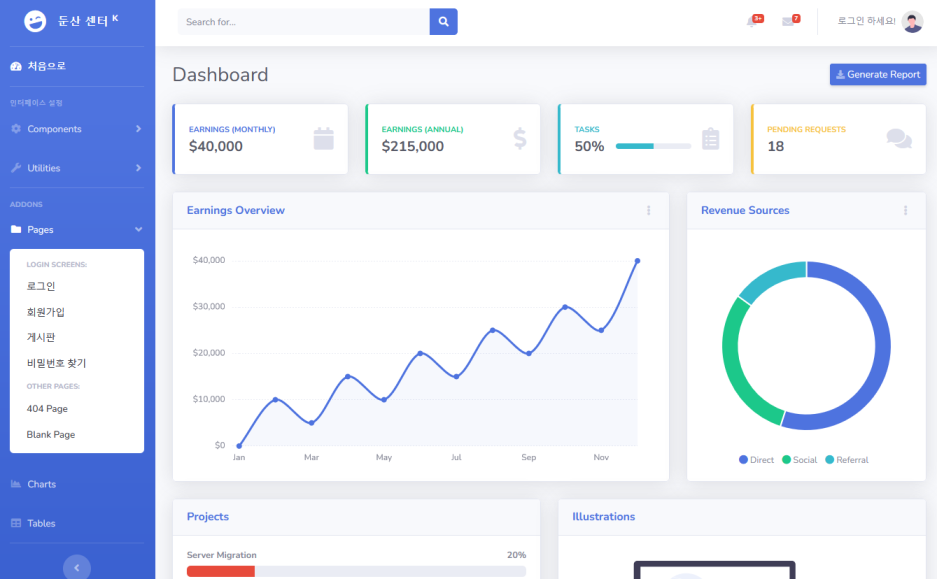 둔산 센터 K
처음으로
인터페이스 설정
Components
Utilities
ADDONS
Pages
LOGIN SCREENS:
로그인
회원가입
게시판
비밀번호 찾기
OTHER PAGES:
404 Page
Blank Page
Charts
Tables
Search for...
3+
7
로그인 하세요!
Dashboard
Generate Report
EARNINGS (MONTHLY)
$40,000
EARNINGS (ANNUAL)
$215,000
TASKS
50%
PENDING REQUESTS
18
Earnings Overview
$40,000
$30,000
$20,000
$10,000
$0
Jan Mar May Jul Sep Nov
Revenue Sources
Direct Social Referral
Projects
Server Migration 20%
Illustrations